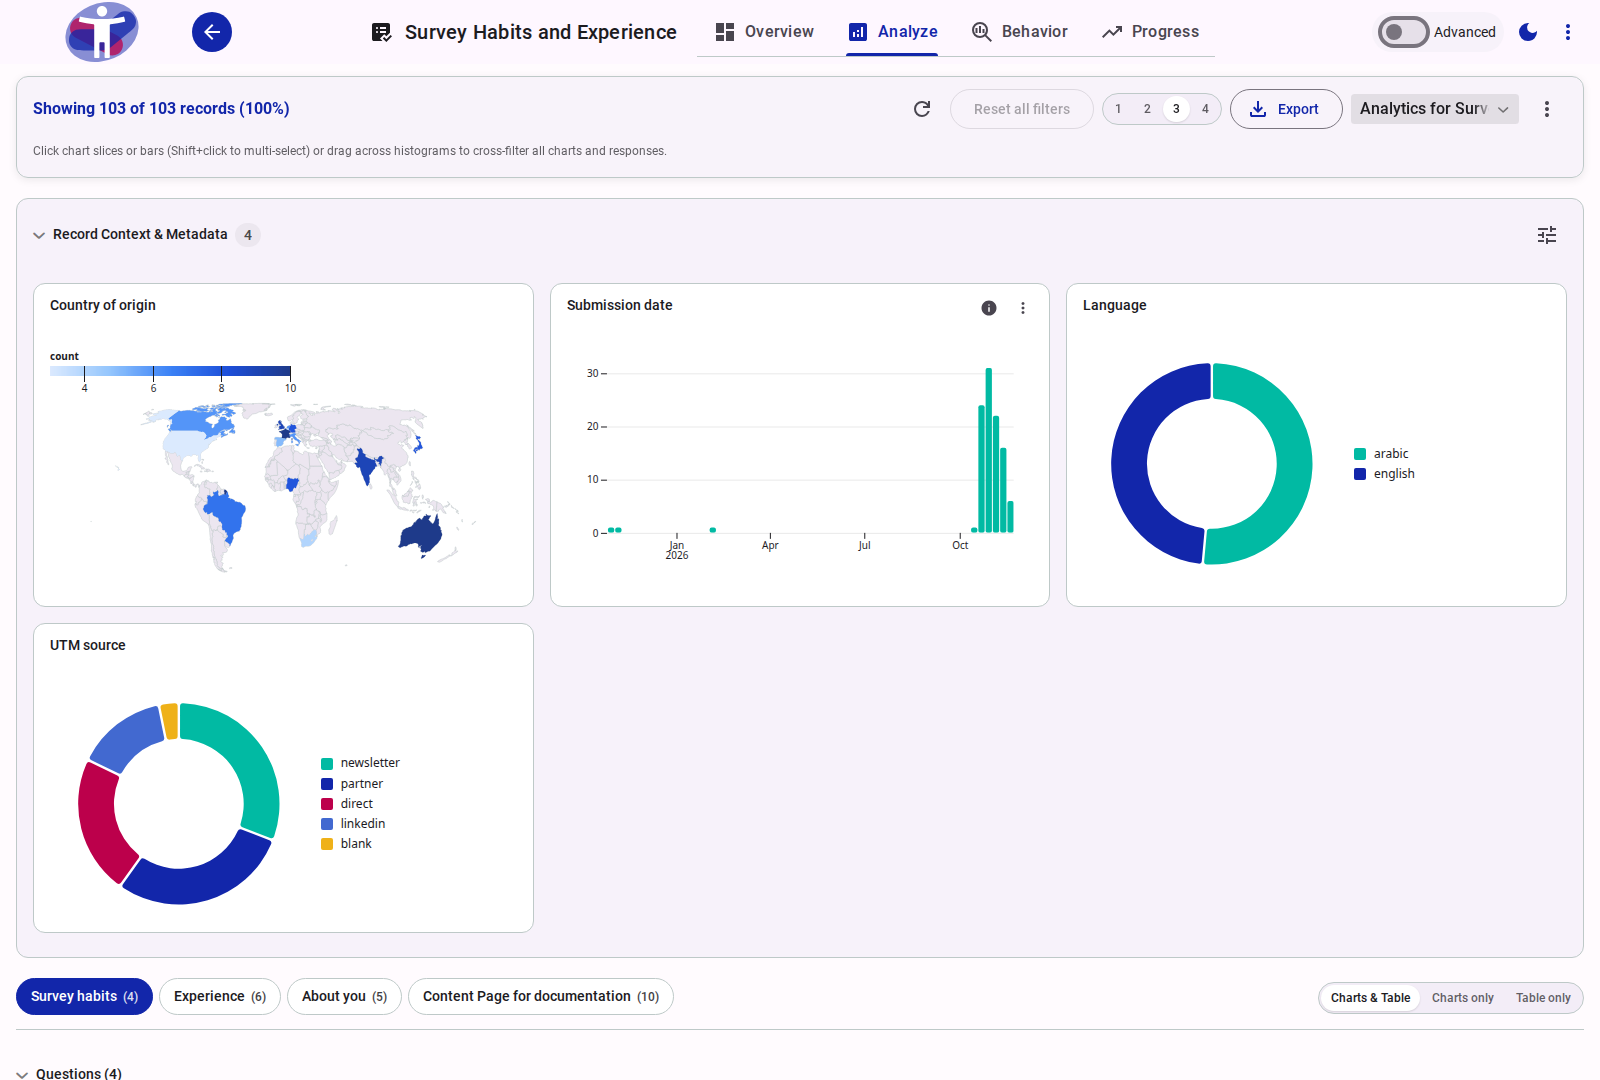 Survey Habits and Experience
Overview
Analyze
Behavior
Progress
Advanced
Showing 103 of 103 records (100%)
Reset all filters
1 2 3 4
Export
Analytics for Surv
Click chart slices or bars (Shift+click to multi-select) or drag across histograms to cross-filter all charts and responses.
Record Context & Metadata 4
Country of origin
count
4 6 8 10
Submission date
30
20
10
0
Jan Apr Jul Oct
2026
Language
arabic
english
UTM source
newsletter
partner
direct
linkedin
blank
Survey habits (4)
Experience (6)
About you (5)
Content Page for documentation (10)
Charts & Table
Charts only
Table only
Questions (4)